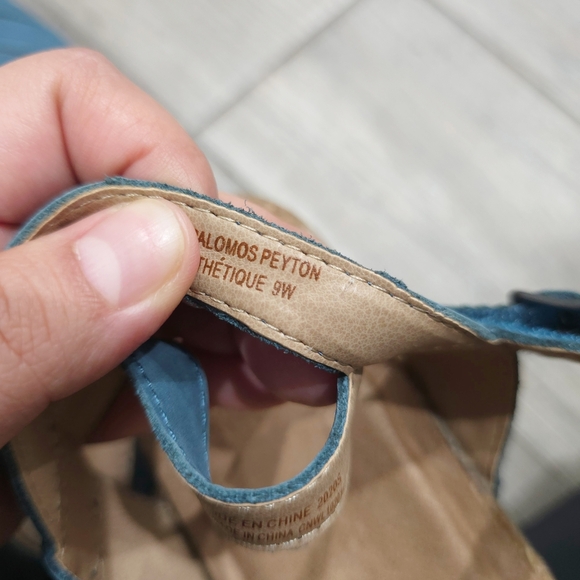 ALOMOS PEYTON
THÉTIQUE 9W
EN CHINE
IN CHINA